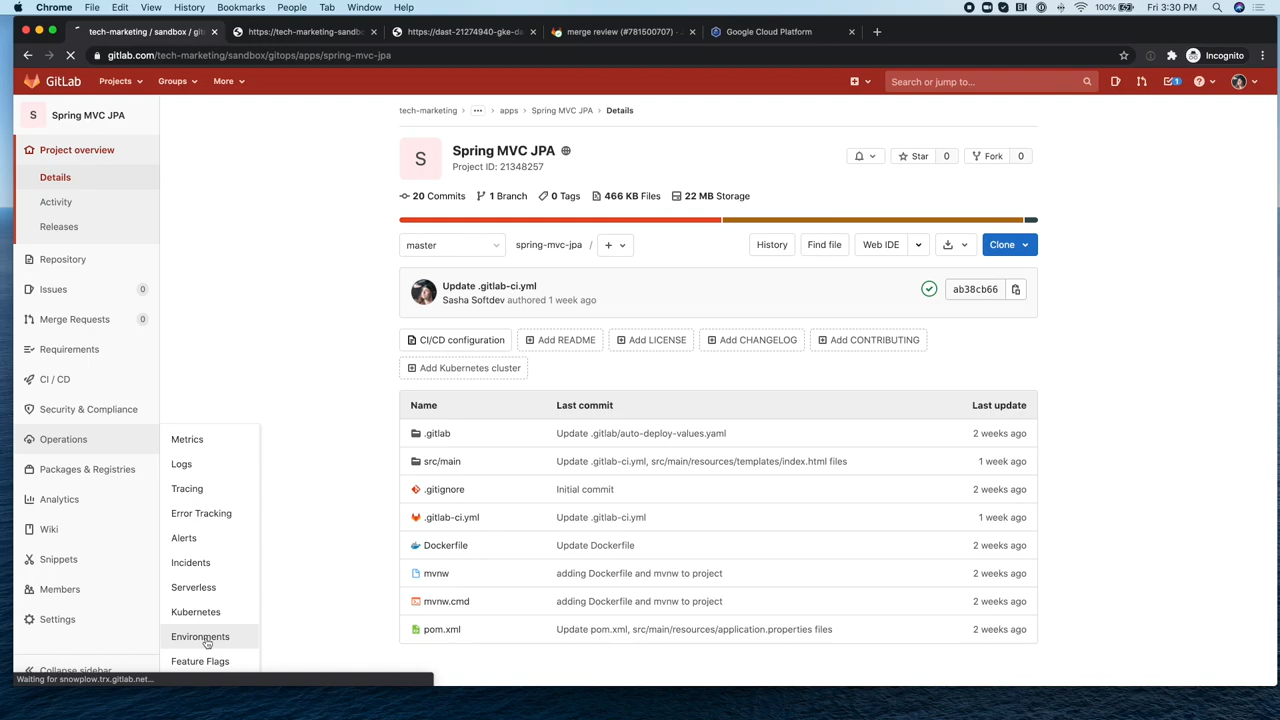 Chrome File Edit View History Bookmarks People Tab Window Help 100% Fri 3:30 PM
tech-marketing / sandbox / git https://tech-marketing-sandb https://dast-21274940-gke-da merge review (#781500707) · J Google Cloud Platform
gitlab.com/tech-marketing/sandbox/gitops/apps/spring-mvc-jpa Incognito
GitLab Projects Groups More Search or jump to... 1 ?
S Spring MVC JPA
Project overview
Details
Activity
Releases
Repository
Issues 0
Merge Requests 0
Requirements
CI / CD
Security & Compliance
Operations
Packages & Registries
Analytics
Wiki
Snippets
Members
Settings
Collapse sidebar
Metrics
Logs
Tracing
Error Tracking
Alerts
Incidents
Serverless
Kubernetes
Environments
Feature Flags
Waiting for snowplow.trx.gitlab.net...
tech-marketing > ... > apps > Spring MVC JPA > Details
S Spring MVC JPA
Project ID: 21348257
Star 0 Fork 0
20 Commits 1 Branch 0 Tags 466 KB Files 22 MB Storage
master spring-mvc-jpa / + History Find file Web IDE Clone
Update .gitlab-ci.yml
Sasha Softdev authored 1 week ago
ab38cb66
CI/CD configuration Add README Add LICENSE Add CHANGELOG Add CONTRIBUTING
Add Kubernetes cluster
Name Last commit Last update
.gitlab Update .gitlab/auto-deploy-values.yaml 2 weeks ago
src/main Update .gitlab-ci.yml, src/main/resources/templates/index.html files 1 week ago
.gitignore Initial commit 2 weeks ago
.gitlab-ci.yml Update .gitlab-ci.yml 1 week ago
Dockerfile Update Dockerfile 2 weeks ago
mvnw adding Dockerfile and mvnw to project 2 weeks ago
mvnw.cmd adding Dockerfile and mvnw to project 2 weeks ago
pom.xml Update pom.xml, src/main/resources/application.properties files 2 weeks ago